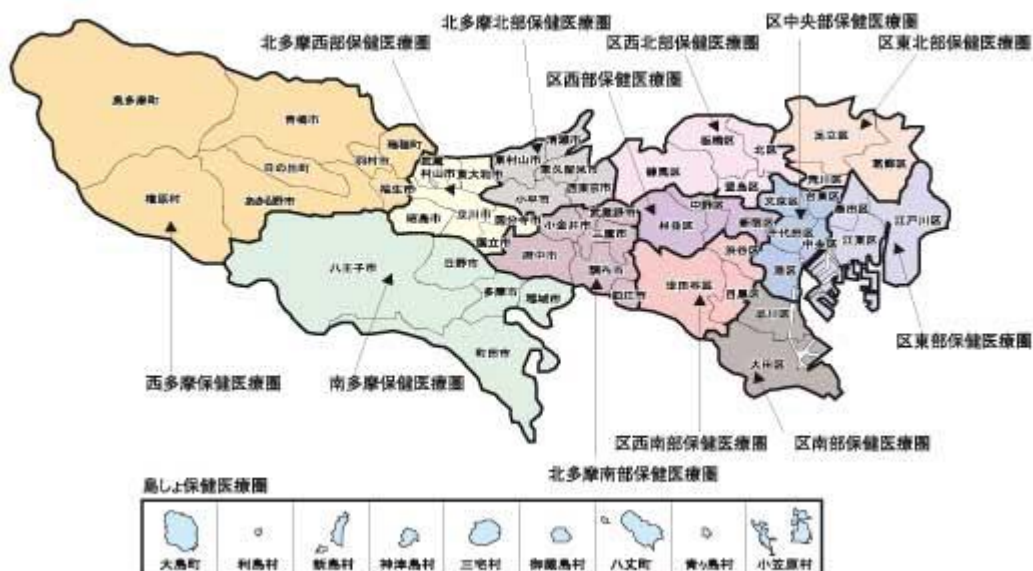 区中央部保健医療圏
北多摩北部保健医療圏
区西北部保健医療圏
区東北部保健医療圏
北多摩西部保健医療圏
区西部保健医療圏
奥多摩町
青梅市
瑞穂町
羽村市
日の出町
福生市
あきる野市
檜原村
武蔵
村山市
東大和市
昭島市
立川市
国分寺市
国立市
東村山市
清瀬市
東久留米市
小平市
西東京市
武蔵野市
小金井市
三鷹市
府中市
調布市
狛江市
八王子市
日野市
多摩市
稲城市
町田市
板橋区
北区
練馬区
豊島区
中野区
杉並区
新宿区
渋谷区
世田谷区
目黒区
足立区
葛飾区
荒川区
文京区
台東区
千代田区
中央区
港区
墨田区
江東区
江戸川区
品川区
大田区
区東部保健医療圏
西多摩保健医療圏
南多摩保健医療圏
区西南部保健医療圏
区南部保健医療圏
北多摩南部保健医療圏
島しょ保健医療圏
大島町
利島村
新島村
神津島村
三宅村
御蔵島村
八丈町
青ヶ島村
小笠原村